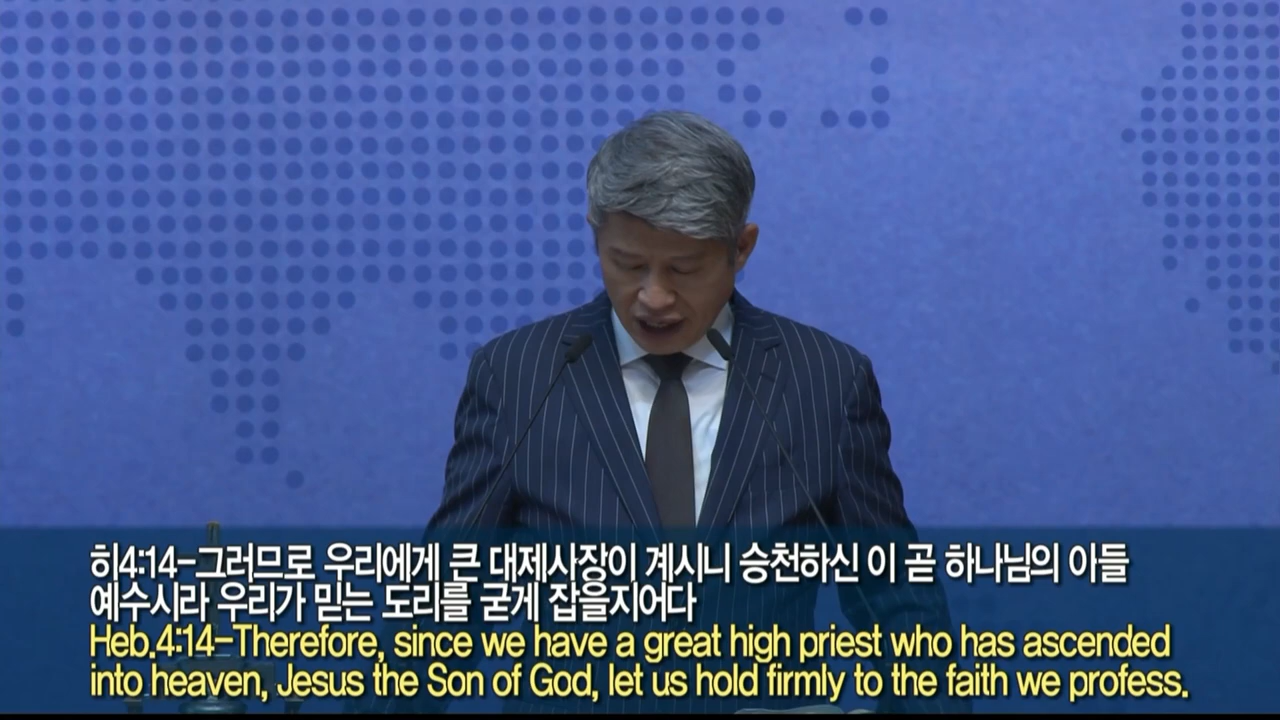 히4:14-그러므로 우리에게 큰 대제사장이 계시니 승천하신 이 곧 하나님의 아들
예수시라 우리가 믿는 도리를 굳게 잡을지어다
Heb.4:14-Therefore, since we have a great high priest who has ascended
into heaven, Jesus the Son of God, let us hold firmly to the faith we profess.